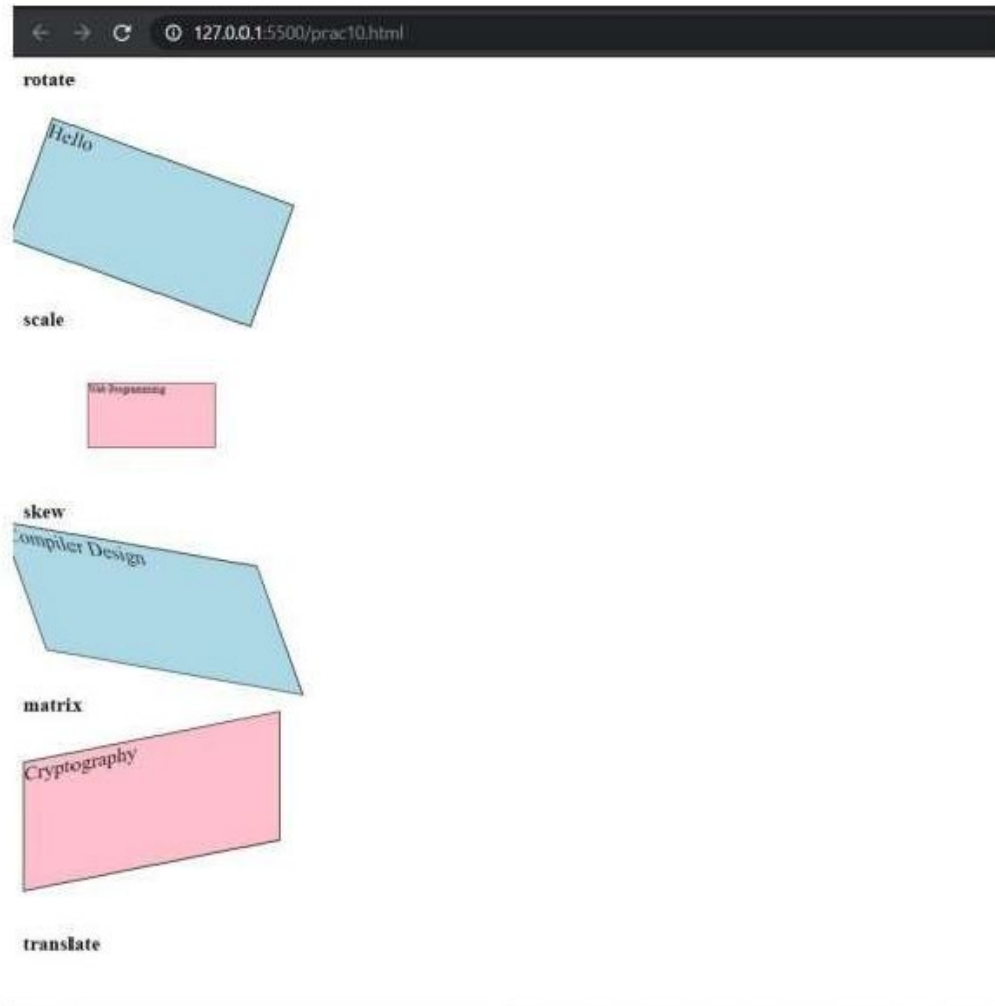 127.0.0.1:5500/prac10.html
rotate
Hello
scale
Web Programming
skew
Compiler Design
matrix
Cryptography
translate